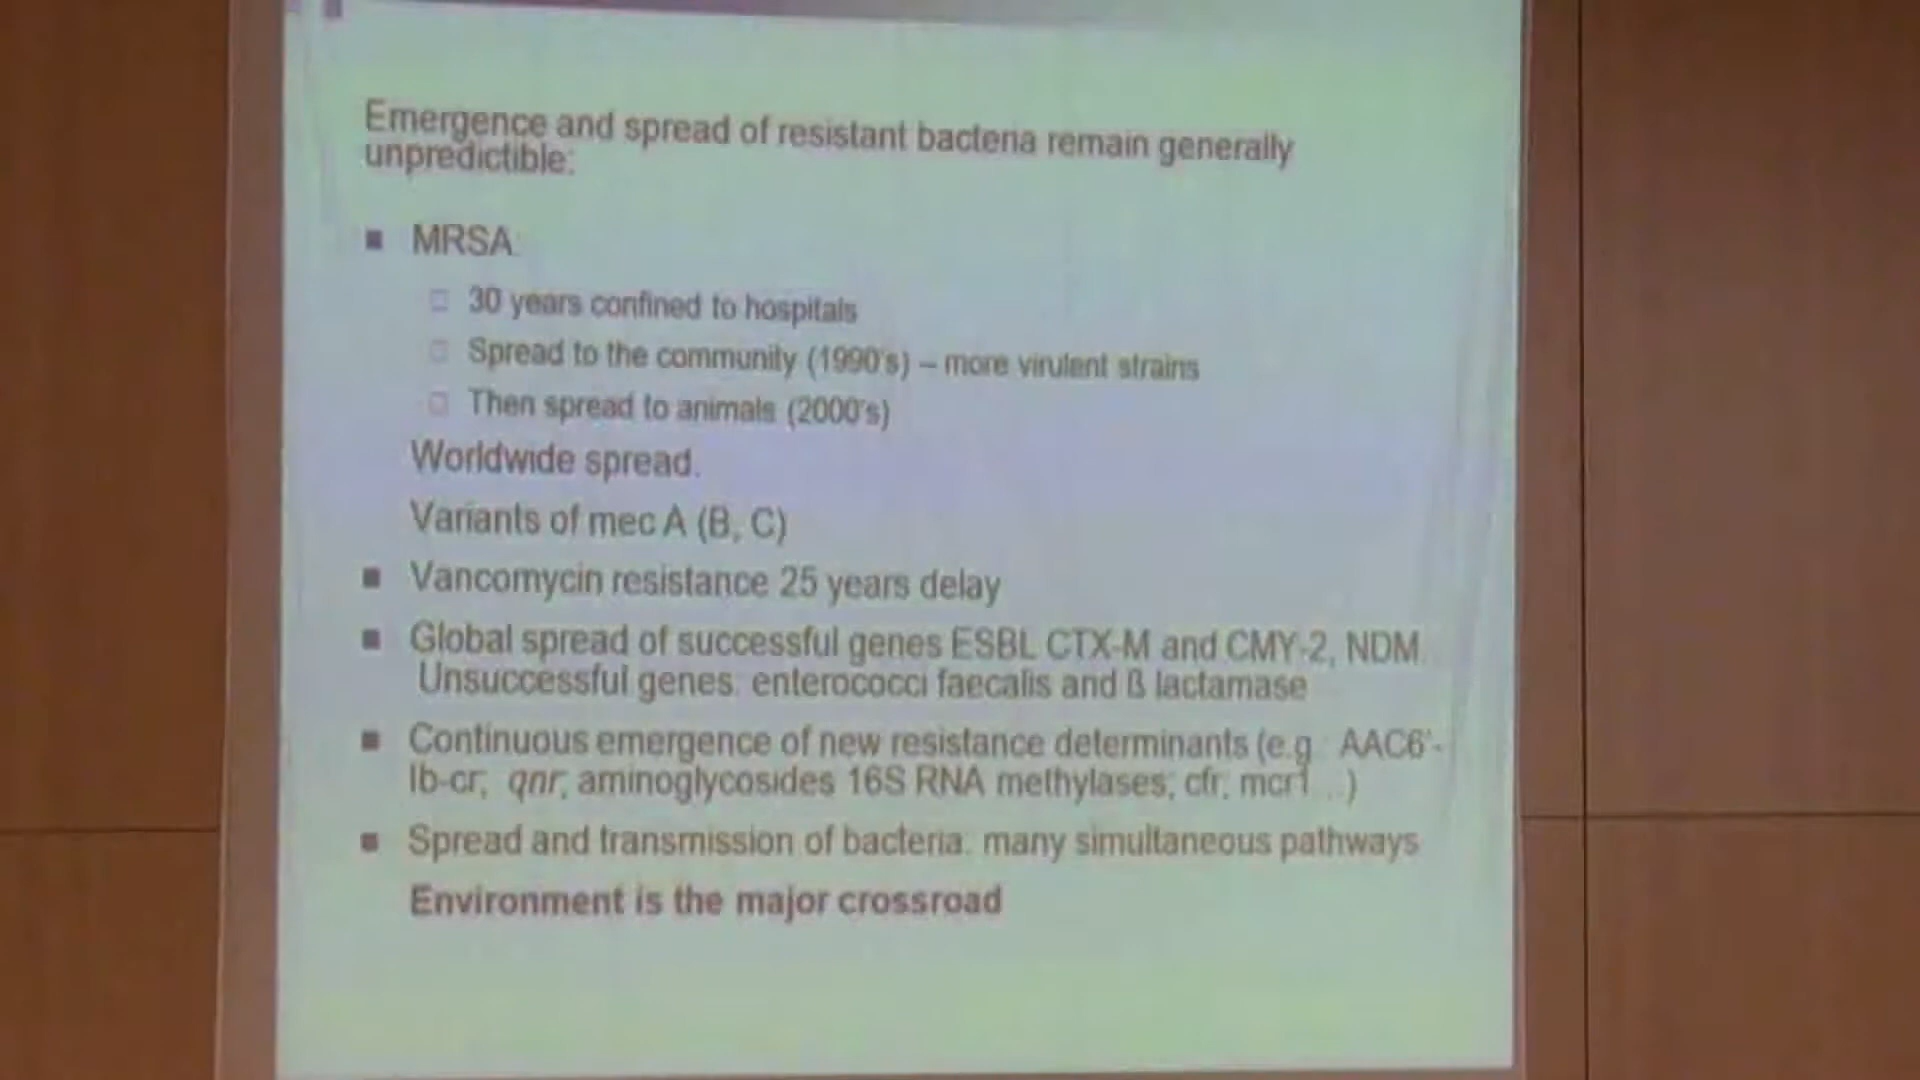 Emergence and spread of resistant bacteria remain generally
unpredictible:
■ MRSA:
□ 30 years confined to hospitals
□ Spread to the community (1990's) – more virulent strains
□ Then spread to animals (2000's)
Worldwide spread.
Variants of mec A (B, C)
■ Vancomycin resistance 25 years delay
■ Global spread of successful genes ESBL CTX-M and CMY-2, NDM.
Unsuccessful genes: enterococci faecalis and ß lactamase
■ Continuous emergence of new resistance determinants (e.g.: AAC6'-
Ib-cr; qnr; aminoglycosides 16S RNA methylases; cfr; mcr1...)
■ Spread and transmission of bacteria: many simultaneous pathways
Environment is the major crossroad